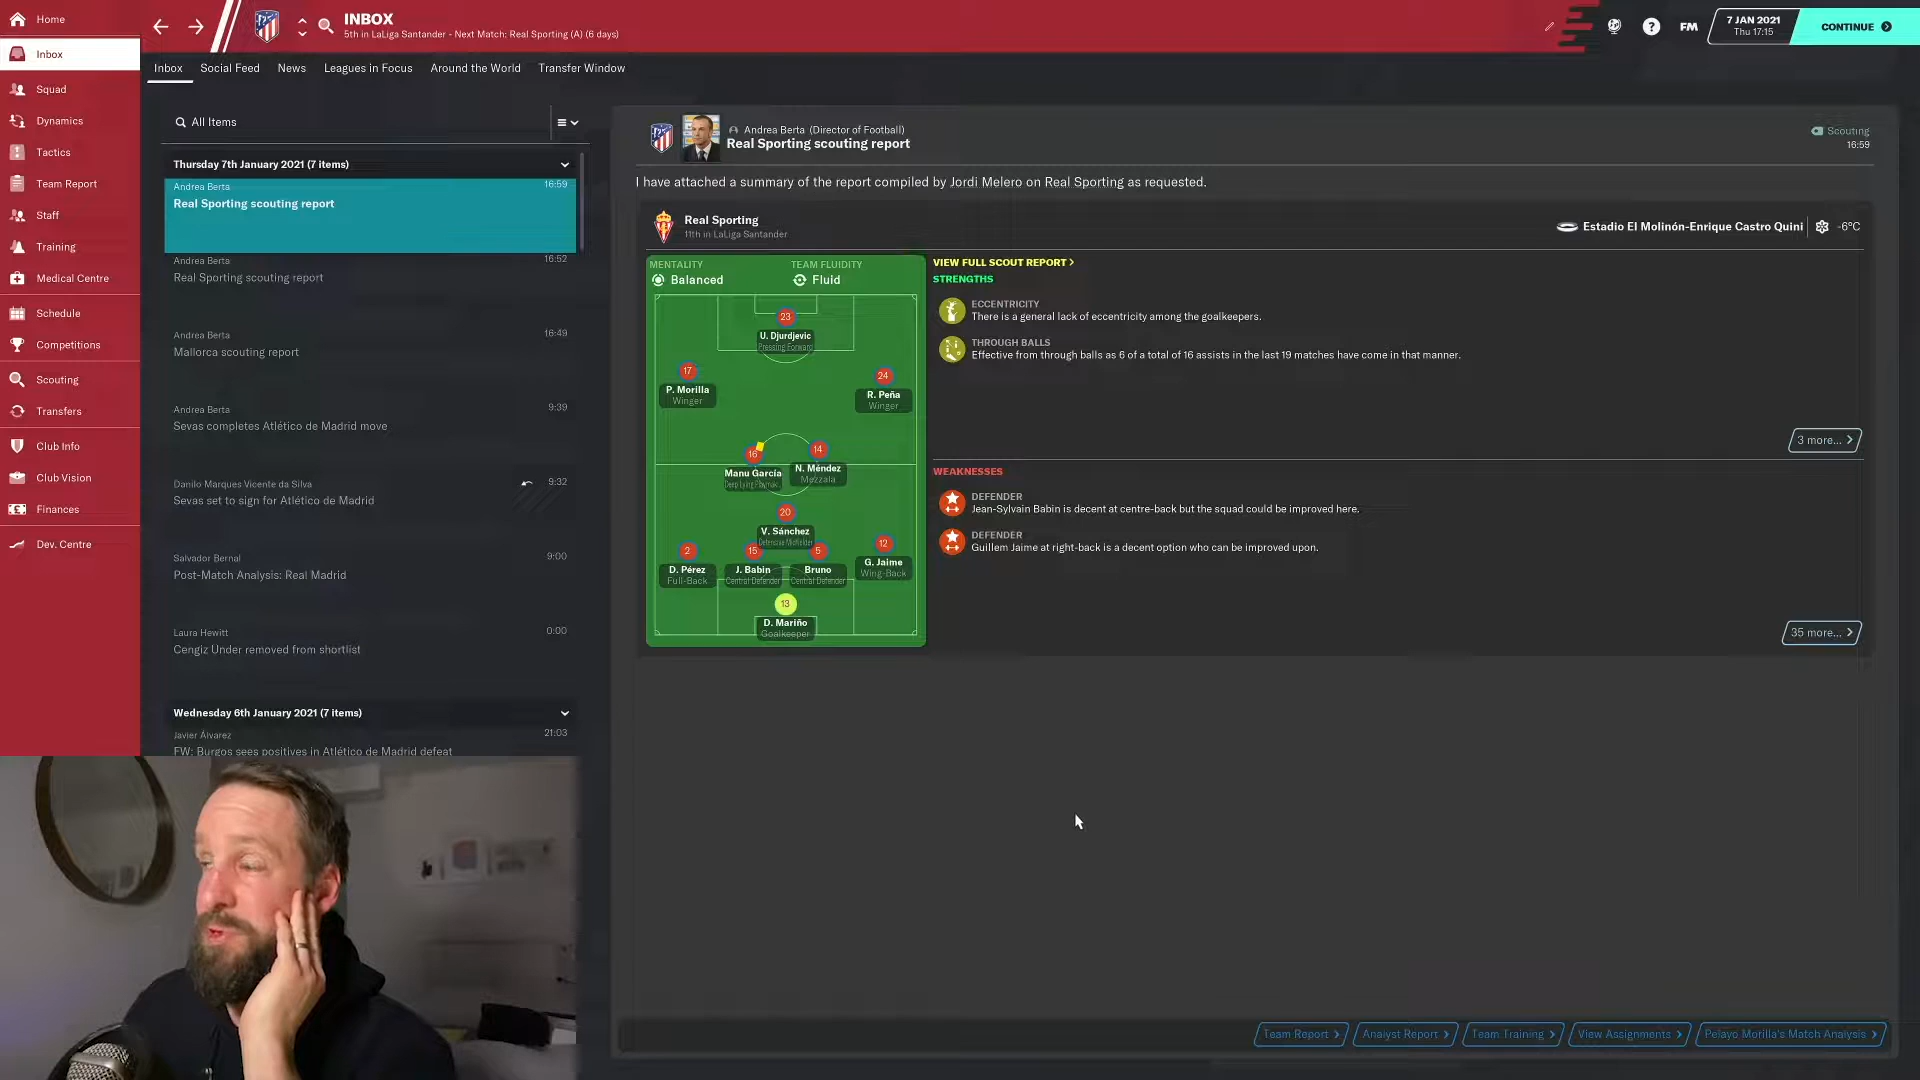 Home
Inbox
Squad
Dynamics
Tactics
Team Report
Staff
Training
Medical Centre
Schedule
Competitions
Scouting
Transfers
Club Info
Club Vision
Finances
Dev. Centre
INBOX
5th in LaLiga Santander - Next Match: Real Sporting (A) (6 days)
FM
7 JAN 2021
Thu 17:15
CONTINUE
Inbox
Social Feed
News
Leagues in Focus
Around the World
Transfer Window
All Items
Thursday 7th January 2021 (7 items)
Andrea Berta 16:59
Real Sporting scouting report
Andrea Berta 16:52
Real Sporting scouting report
Andrea Berta 16:49
Mallorca scouting report
Andrea Berta 9:39
Sevas completes Atlético de Madrid move
Danilo Marques Vicente da Silva 9:32
Sevas set to sign for Atlético de Madrid
Salvador Bernal 9:00
Post-Match Analysis: Real Madrid
Laura Hewitt 0:00
Cengiz Under removed from shortlist
Wednesday 6th January 2021 (7 items)
Javier Álvarez 21:03
FW: Burgos sees positives in Atlético de Madrid defeat
Andrea Berta (Director of Football)
Real Sporting scouting report
Scouting
16:59
I have attached a summary of the report compiled by Jordi Melero on Real Sporting as requested.
Real Sporting
11th in LaLiga Santander
Estadio El Molinón-Enrique Castro Quini
-6°C
MENTALITY
Balanced
TEAM FLUIDITY
Fluid
23
U. Djurdjevic
Pressing Forward
17
P. Morilla
Winger
24
R. Peña
Winger
16
Manu García
Deep Lying Playmak...
14
N. Méndez
Mezzala
20
V. Sánchez
Defensive Midfielder
2
D. Pérez
Full-Back
15
J. Babin
Central Defender
5
Bruno
Central Defender
12
G. Jaime
Wing-Back
13
D. Mariño
Goalkeeper
VIEW FULL SCOUT REPORT >
STRENGTHS
ECCENTRICITY
There is a general lack of eccentricity among the goalkeepers.
THROUGH BALLS
Effective from through balls as 6 of a total of 16 assists in the last 19 matches have come in that manner.
3 more... >
WEAKNESSES
DEFENDER
Jean-Sylvain Babin is decent at centre-back but the squad could be improved here.
DEFENDER
Guillem Jaime at right-back is a decent option who can be improved upon.
35 more... >
Team Report >
Analyst Report >
Team Training >
View Assignments >
Pelayo Morilla's Match Analysis >